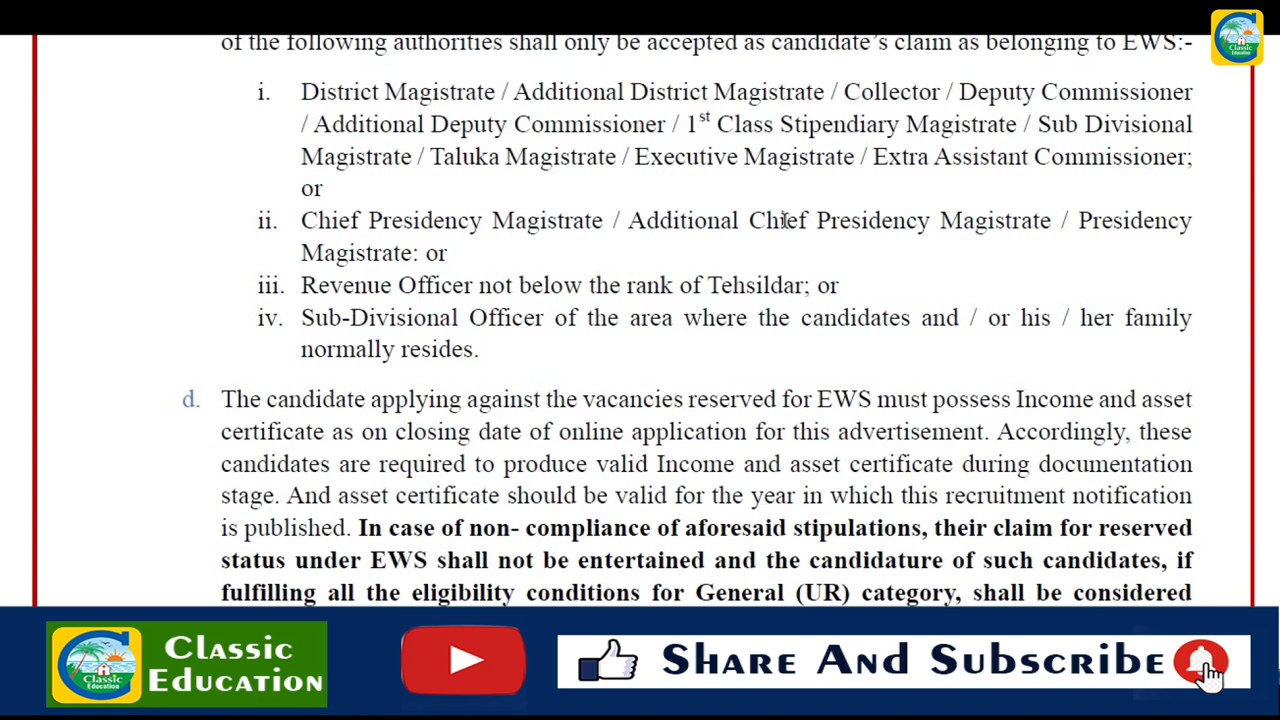 of the following authorities shall only be accepted as candidate's claim as belonging to EWS:-
i. District Magistrate / Additional District Magistrate / Collector / Deputy Commissioner
/ Additional Deputy Commissioner / 1st Class Stipendiary Magistrate / Sub Divisional
Magistrate / Taluka Magistrate / Executive Magistrate / Extra Assistant Commissioner;
or
ii. Chief Presidency Magistrate / Additional Chief Presidency Magistrate / Presidency
Magistrate: or
iii. Revenue Officer not below the rank of Tehsildar; or
iv. Sub-Divisional Officer of the area where the candidates and / or his / her family
normally resides.
d. The candidate applying against the vacancies reserved for EWS must possess Income and asset
certificate as on closing date of online application for this advertisement. Accordingly, these
candidates are required to produce valid Income and asset certificate during documentation
stage. And asset certificate should be valid for the year in which this recruitment notification
is published. In case of non- compliance of aforesaid stipulations, their claim for reserved
status under EWS shall not be entertained and the candidature of such candidates, if
fulfilling all the eligibility conditions for General (UR) category, shall be considered
Classic
Education
Classic
Education
Classic
Education
Share And Subscribe